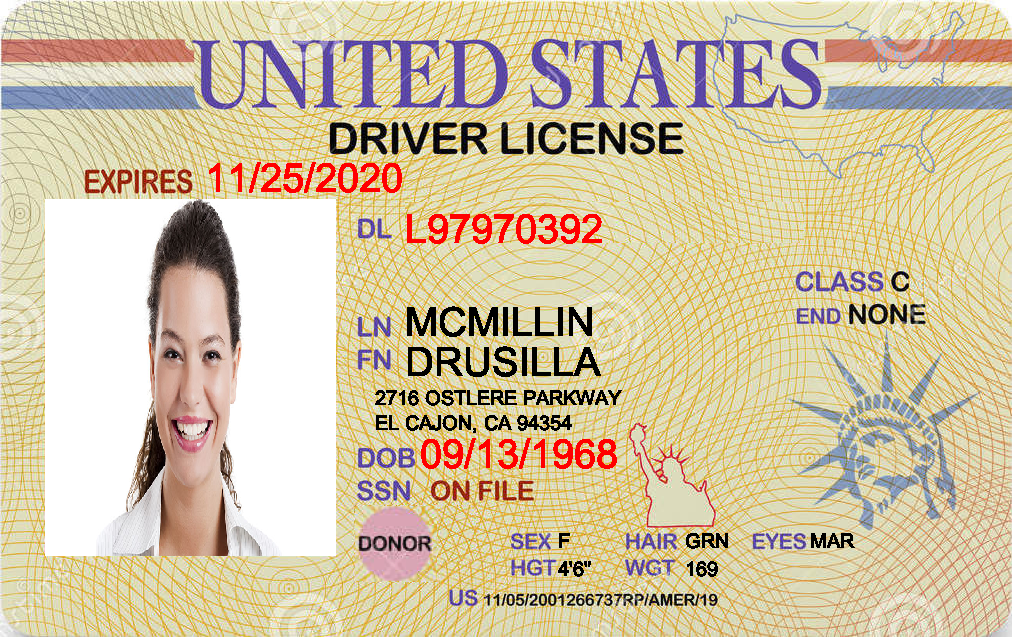 UNITED STATES
DRIVER LICENSE
EXPIRES 11/25/2020
DL L97970392
CLASS C
END NONE
LN MCMILLIN
FN DRUSILLA
2716 OSTLERE PARKWAY
EL CAJON, CA 94354
DOB 09/13/1968
SSN ON FILE
DONOR
SEX F HAIR GRN EYES MAR
HGT 4'6" WGT 169
US 11/05/2001266737RP/AMER/19